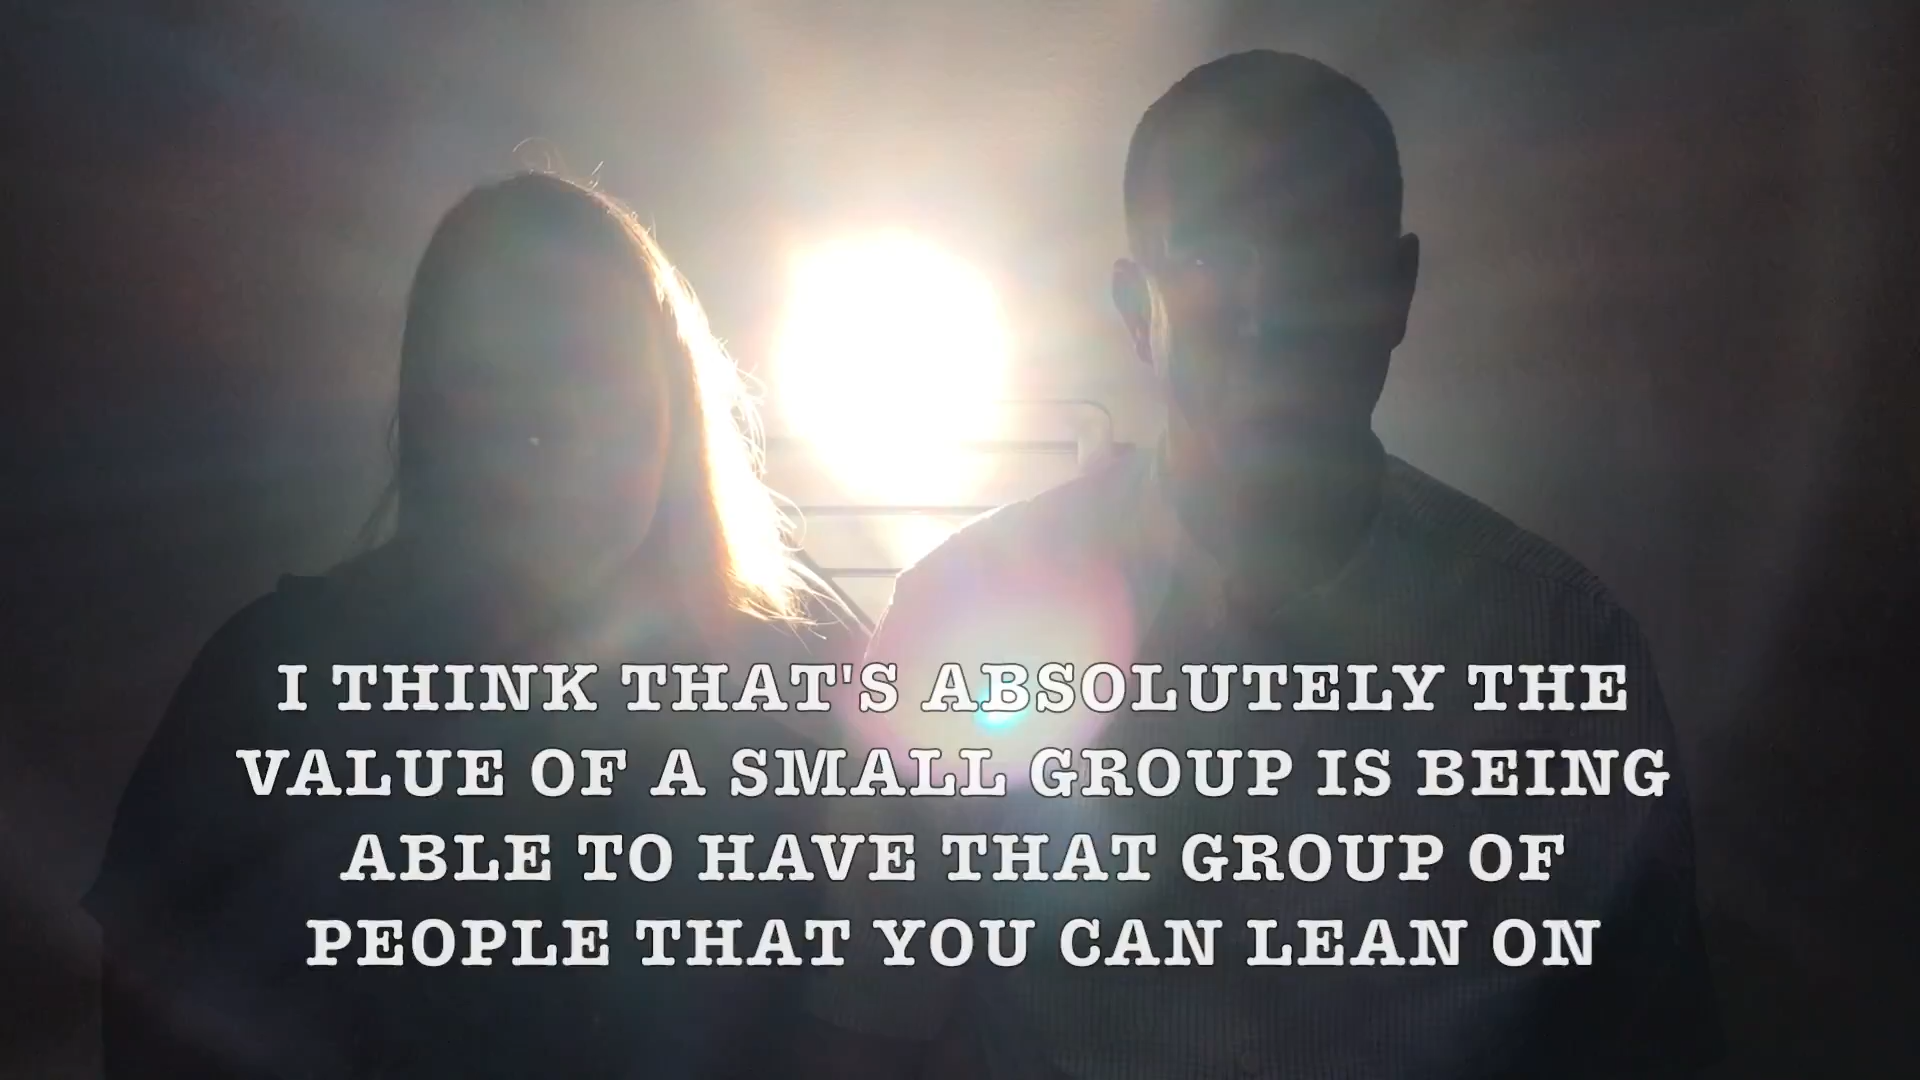 I THINK THAT'S ABSOLUTELY THE
VALUE OF A SMALL GROUP IS BEING
ABLE TO HAVE THAT GROUP OF
PEOPLE THAT YOU CAN LEAN ON